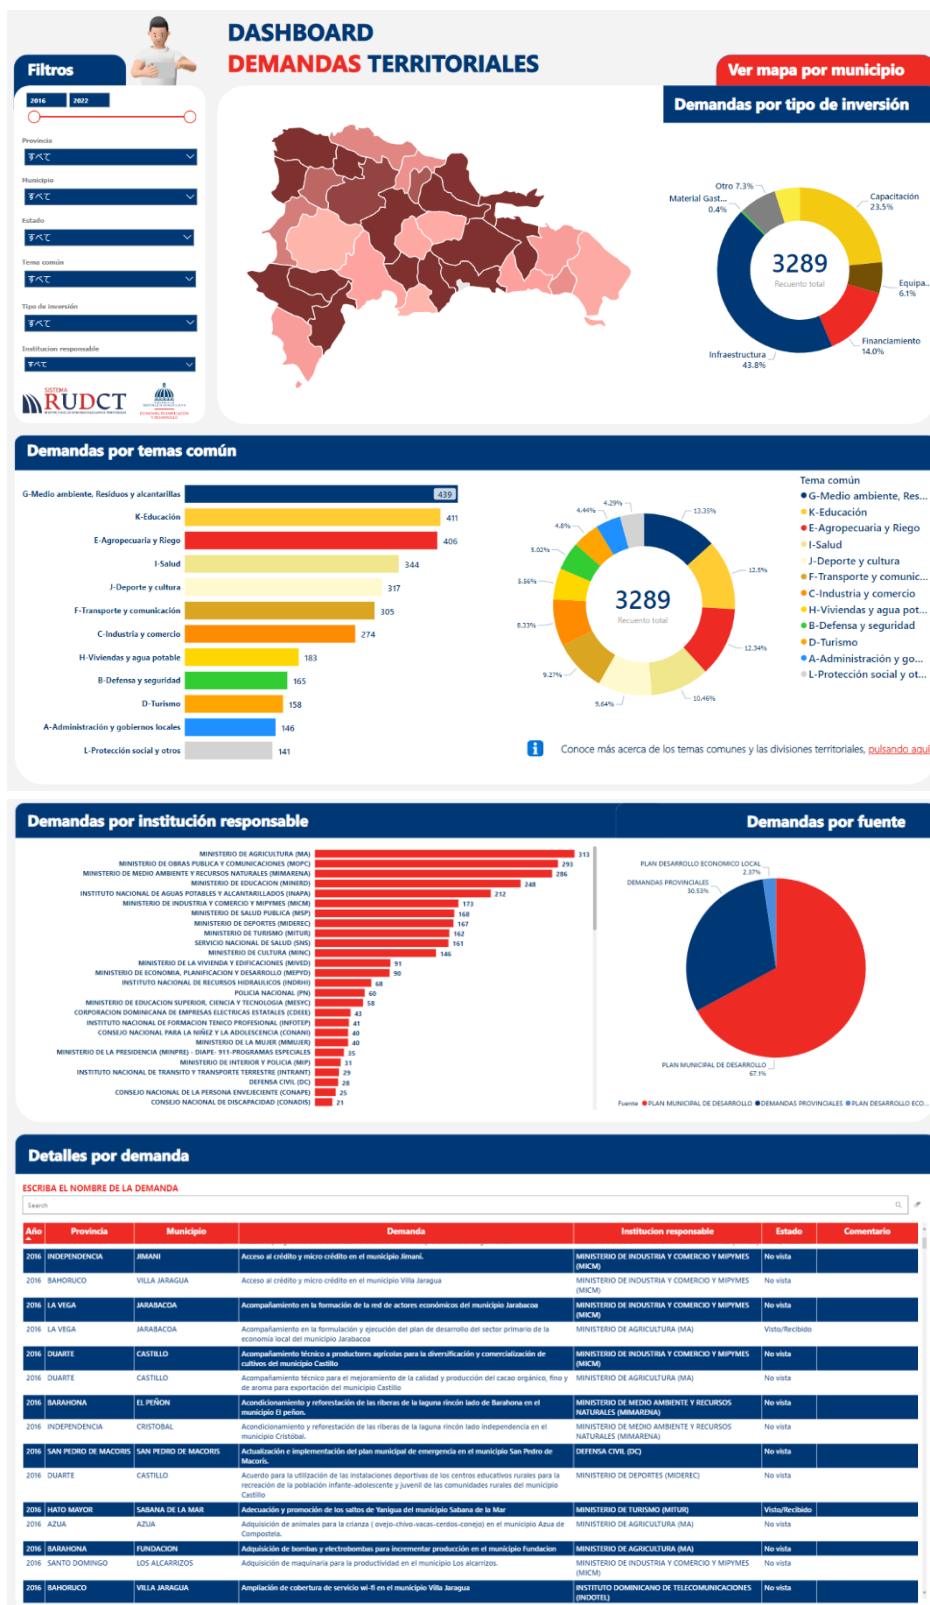 DASHBOARD
DEMANDAS TERRITORIALES
Filtros
2016 2022
Provincia
すべて
Municipio
すべて
Estado
すべて
Tema común
すべて
Tipo de inversión
すべて
Institucion responsable
すべて
SISTEMA
RUDCT
Ver mapa por municipio
Demandas por tipo de inversión
Otro 7.3%
Material Gast...
0.4%
Capacitación
23.5%
3289
Recuento total
Equipa...
6.1%
Financiamiento
14.0%
Infraestructura
43.8%
Demandas por temas común
G-Medio ambiente, Residuos y alcantarillas 439
K-Educación 411
E-Agropecuaria y Riego 406
I-Salud 344
J-Deporte y cultura 317
F-Transporte y comunicación 305
C-Industria y comercio 274
H-Viviendas y agua potable 183
B-Defensa y seguridad 165
D-Turismo 158
A-Administración y gobiernos locales 146
L-Protección social y otros 141
4.29%
4.44%
4.8%
5.02%
5.56%
8.33%
9.27%
9.64%
10.46%
12.34%
12.5%
13.35%
3289
Recuento total
Tema común
G-Medio ambiente, Res...
K-Educación
E-Agropecuaria y Riego
I-Salud
J-Deporte y cultura
F-Transporte y comunic...
C-Industria y comercio
H-Viviendas y agua pot...
B-Defensa y seguridad
D-Turismo
A-Administración y go...
L-Protección social y ot...
i Conoce más acerca de los temas comunes y las divisiones territoriales, pulsando aquí
Demandas por institución responsable
MINISTERIO DE AGRICULTURA (MA) 313
MINISTERIO DE OBRAS PUBLICA Y COMUNICACIONES (MOPC) 293
MINISTERIO DE MEDIO AMBIENTE Y RECURSOS NATURALES (MIMARENA) 286
MINISTERIO DE EDUCACION (MINERD) 248
INSTITUTO NACIONAL DE AGUAS POTABLES Y ALCANTARILLADOS (INAPA) 212
MINISTERIO DE INDUSTRIA Y COMERCIO Y MIPYMES (MICM) 173
MINISTERIO DE SALUD PUBLICA (MSP) 168
MINISTERIO DE DEPORTES (MIDEREC) 167
MINISTERIO DE TURISMO (MITUR) 162
SERVICIO NACIONAL DE SALUD (SNS) 161
MINISTERIO DE CULTURA (MINC) 146
MINISTERIO DE LA VIVIENDA Y EDIFICACIONES (MIVED) 91
MINISTERIO DE ECONOMIA, PLANIFICACION Y DESARROLLO (MEPYD) 90
INSTITUTO NACIONAL DE RECURSOS HIDRAULICOS (INDRHI) 68
POLICIA NACIONAL (PN) 60
MINISTERIO DE EDUCACION SUPERIOR, CIENCIA Y TECNOLOGIA (MESYC) 58
CORPORACION DOMINICANA DE EMPRESAS ELECTRICAS ESTATALES (CDEEE) 43
INSTITUTO NACIONAL DE FORMACION TENICO PROFESIONAL (INFOTEP) 41
CONSEJO NACIONAL PARA LA NIÑEZ Y LA ADOLESCENCIA (CONANI) 40
MINISTERIO DE LA MUJER (MMUJER) 40
MINISTERIO DE LA PRESIDENCIA (MINPRE) - DIAPE- 911-PROGRAMAS ESPECIALES 35
MINISTERIO DE INTERIOR Y POLICIA (MIP) 31
INSTITUTO NACIONAL DE TRANSITO Y TRANSPORTE TERRESTRE (INTRANT) 29
DEFENSA CIVIL (DC) 28
CONSEJO NACIONAL DE LA PERSONA ENVEJECIENTE (CONAPE) 25
CONSEJO NACIONAL DE DISCAPACIDAD (CONADIS) 21
Demandas por fuente
PLAN DESARROLLO ECONOMICO LOCAL
2.37%
DEMANDAS PROVINCIALES
30.53%
PLAN MUNICIPAL DE DESARROLLO
67.1%
Fuente PLAN MUNICIPAL DE DESARROLLO DEMANDAS PROVINCIALES PLAN DESARROLLO ECO...
Detalles por demanda
ESCRIBA EL NOMBRE DE LA DEMANDA
Search
Año Provincia Municipio Demanda Institucion responsable Estado Comentario
2016 INDEPENDENCIA JIMANI Acceso al crédito y micro crédito en el municipio Jimaní. MINISTERIO DE INDUSTRIA Y COMERCIO Y MIPYMES No vista
(MICM)
2016 BAHORUCO VILLA JARAGUA Acceso al crédito y micro crédito en el municipio Villa Jaragua MINISTERIO DE INDUSTRIA Y COMERCIO Y MIPYMES No vista
(MICM)
2016 LA VEGA JARABACOA Acompañamiento en la formación de la red de actores económicos del municipio Jarabacoa MINISTERIO DE INDUSTRIA Y COMERCIO Y MIPYMES No vista
(MICM)
2016 LA VEGA JARABACOA Acompañamiento en la formulación y ejecución del plan de desarrollo del sector primario de la MINISTERIO DE AGRICULTURA (MA) Visto/Recibido
economía local del municipio Jarabacoa
2016 DUARTE CASTILLO Acompañamiento técnico a productores agrícolas para la diversificación y comercialización de MINISTERIO DE INDUSTRIA Y COMERCIO Y MIPYMES No vista
cultivos del municipio Castillo (MICM)
2016 DUARTE CASTILLO Acompañamiento técnico para el mejoramiento de la calidad y producción del cacao orgánico, fino y MINISTERIO DE AGRICULTURA (MA) No vista
de aroma para exportación del municipio Castillo
2016 BARAHONA EL PEÑON Acondicionamiento y reforestación de las riberas de la laguna rincón lado de Barahona en el MINISTERIO DE MEDIO AMBIENTE Y RECURSOS No vista
municipio El peñon. NATURALES (MIMARENA)
2016 INDEPENDENCIA CRISTOBAL Acondicionamiento y reforestación de las riberas de la laguna rincón lado independencia en el MINISTERIO DE MEDIO AMBIENTE Y RECURSOS No vista
municipio Cristóbal. NATURALES (MIMARENA)
2016 SAN PEDRO DE MACORIS SAN PEDRO DE MACORIS Actualización e implementación del plan municipal de emergencia en el municipio San Pedro de DEFENSA CIVIL (DC) No vista
Macorís.
2016 DUARTE CASTILLO Acuerdo para la utilización de las instalaciones deportivas de los centros educativos rurales para la MINISTERIO DE DEPORTES (MIDEREC) No vista
recreación de la población infante-adolescente y juvenil de las comunidades rurales del municipio
Castillo
2016 HATO MAYOR SABANA DE LA MAR Adecuación y promoción de los saltos de Yanigua del municipio Sabana de la Mar MINISTERIO DE TURISMO (MITUR) Visto/Recibido
2016 AZUA AZUA Adquisición de animales para la crianza ( ovejo-chivo-vacas-cerdos-conejo) en el municipio Azua de MINISTERIO DE AGRICULTURA (MA) No vista
Compostela.
2016 BARAHONA FUNDACION Adquisición de bombas y electrobombas para incrementar producción en el municipio Fundacion MINISTERIO DE AGRICULTURA (MA) No vista
2016 SANTO DOMINGO LOS ALCARRIZOS Adquisición de maquinaria para la productividad en el municipio Los alcarrizos. MINISTERIO DE INDUSTRIA Y COMERCIO Y MIPYMES No vista
(MICM)
2016 BAHORUCO VILLA JARAGUA Ampliación de cobertura de servicio wi-fi en el municipio Villa Jaragua INSTITUTO DOMINICANO DE TELECOMUNICACIONES No vista
(INDOTEL)